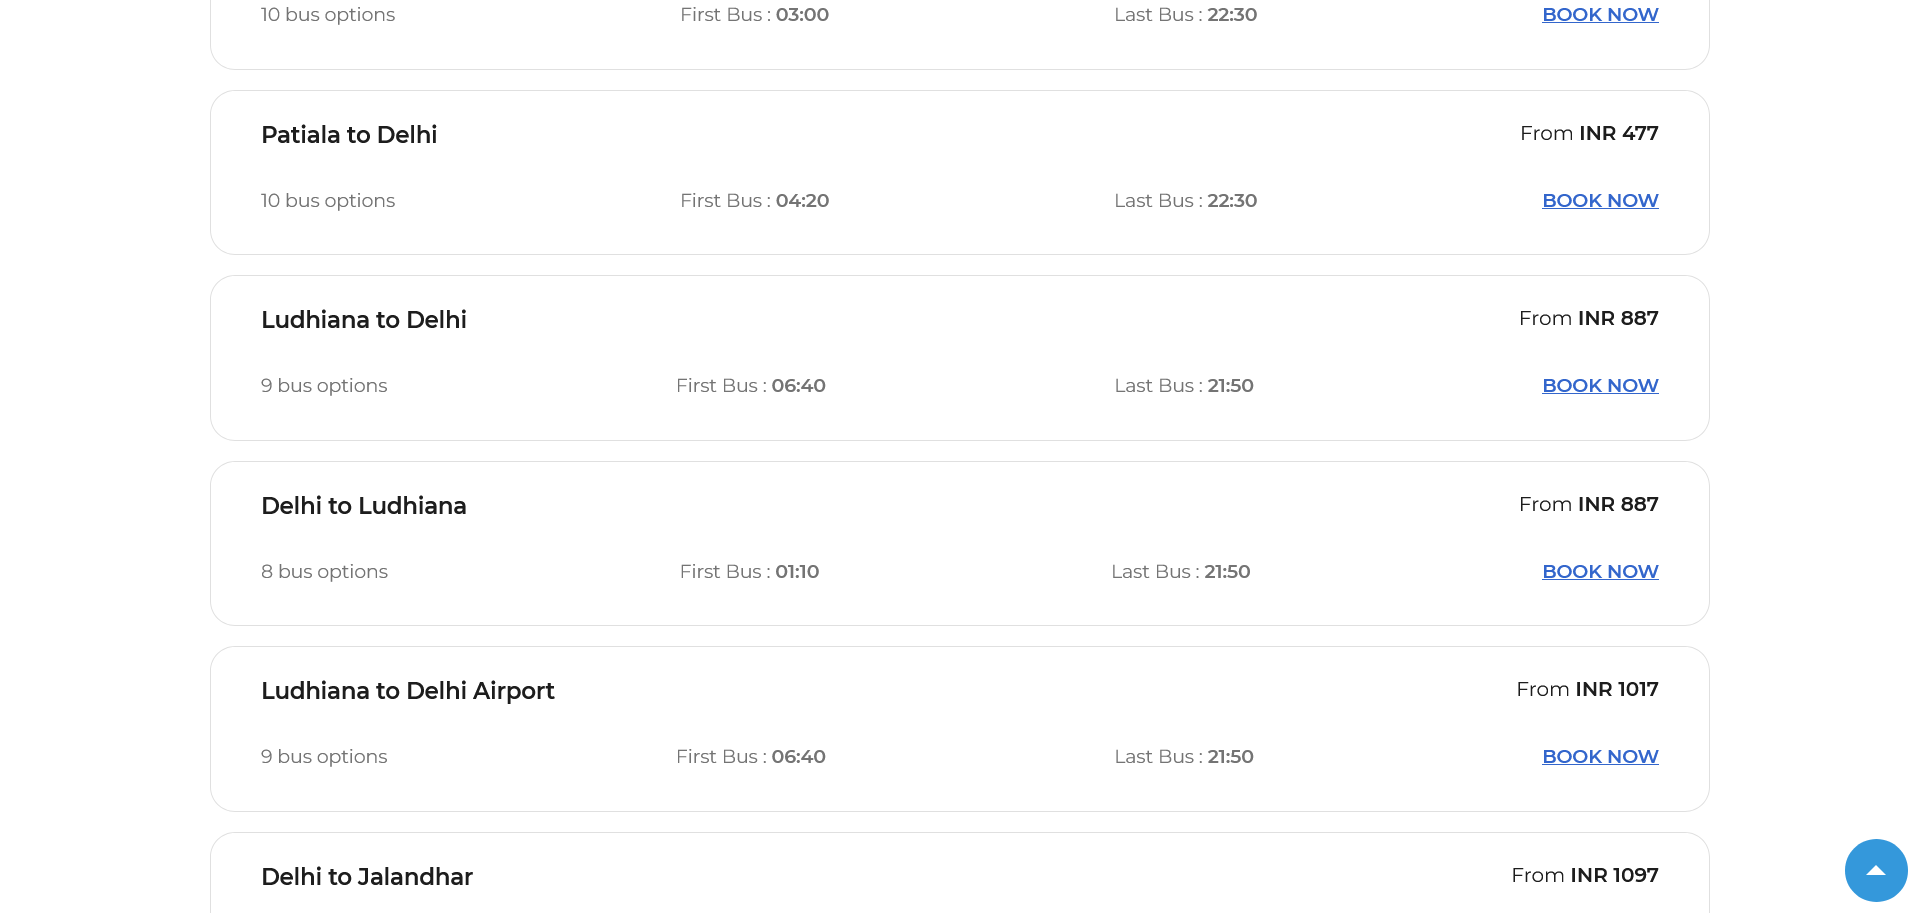 10 bus options First Bus : 03:00 Last Bus : 22:30 BOOK NOW
Patiala to Delhi From INR 477
10 bus options First Bus : 04:20 Last Bus : 22:30 BOOK NOW
Ludhiana to Delhi From INR 887
9 bus options First Bus : 06:40 Last Bus : 21:50 BOOK NOW
Delhi to Ludhiana From INR 887
8 bus options First Bus : 01:10 Last Bus : 21:50 BOOK NOW
Ludhiana to Delhi Airport From INR 1017
9 bus options First Bus : 06:40 Last Bus : 21:50 BOOK NOW
Delhi to Jalandhar From INR 1097